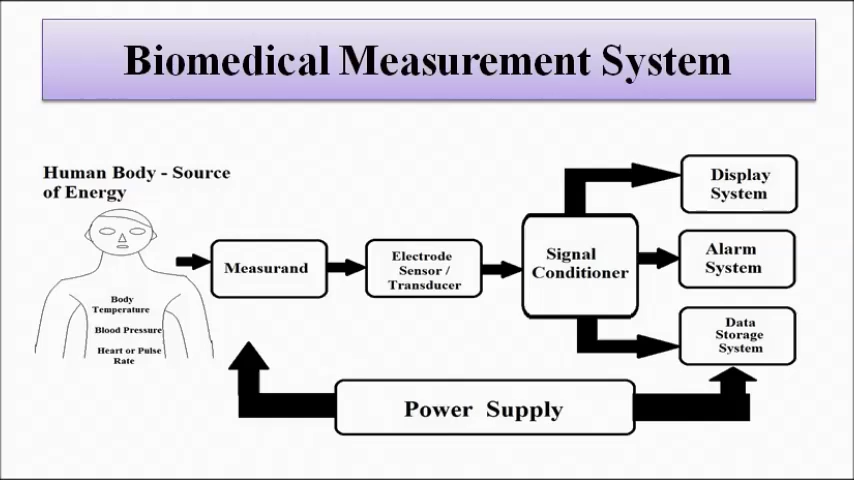 Biomedical Measurement System
Human Body - Source
of Energy
Body
Temperature
Blood Pressure
Heart or Pulse
Rate
Measurand
Electrode
Sensor /
Transducer
Signal
Conditioner
Display
System
Alarm
System
Data
Storage
System
Power Supply